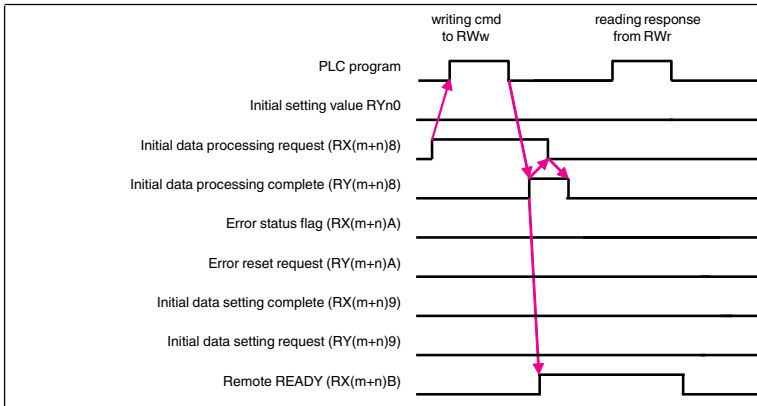 writing cmd
to RWw
reading response
from RWr
PLC program
Initial setting value RYn0
Initial data processing request (RX(m+n)8)
Initial data processing complete (RY(m+n)8)
Error status flag (RX(m+n)A)
Error reset request (RY(m+n)A)
Initial data setting complete (RX(m+n)9)
Initial data setting request (RY(m+n)9)
Remote READY (RX(m+n)B)